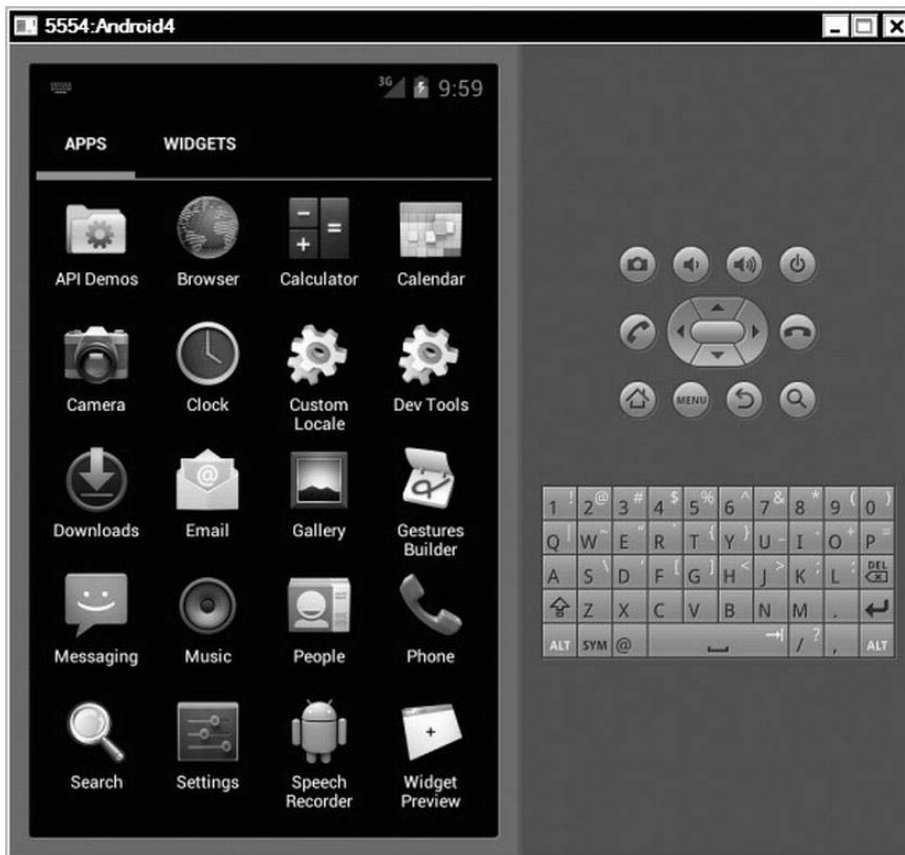 5554:Android4
3G 9:59
APPS WIDGETS
API Demos Browser Calculator Calendar
Camera Clock Custom Locale Dev Tools
Downloads Email Gallery Gestures Builder
Messaging Music People Phone
Search Settings Speech Recorder Widget Preview
MENU
1 ! 2 @ 3 # 4 $ 5 % 6 ^ 7 & 8 * 9 ( 0 )
Q | W ~ E " R ` T { Y } U _ I - O + P =
A S \ D ' F [ G ] H < J > K ; L : DEL
Z X C V B N M .
ALT SYM @ / ? , ALT